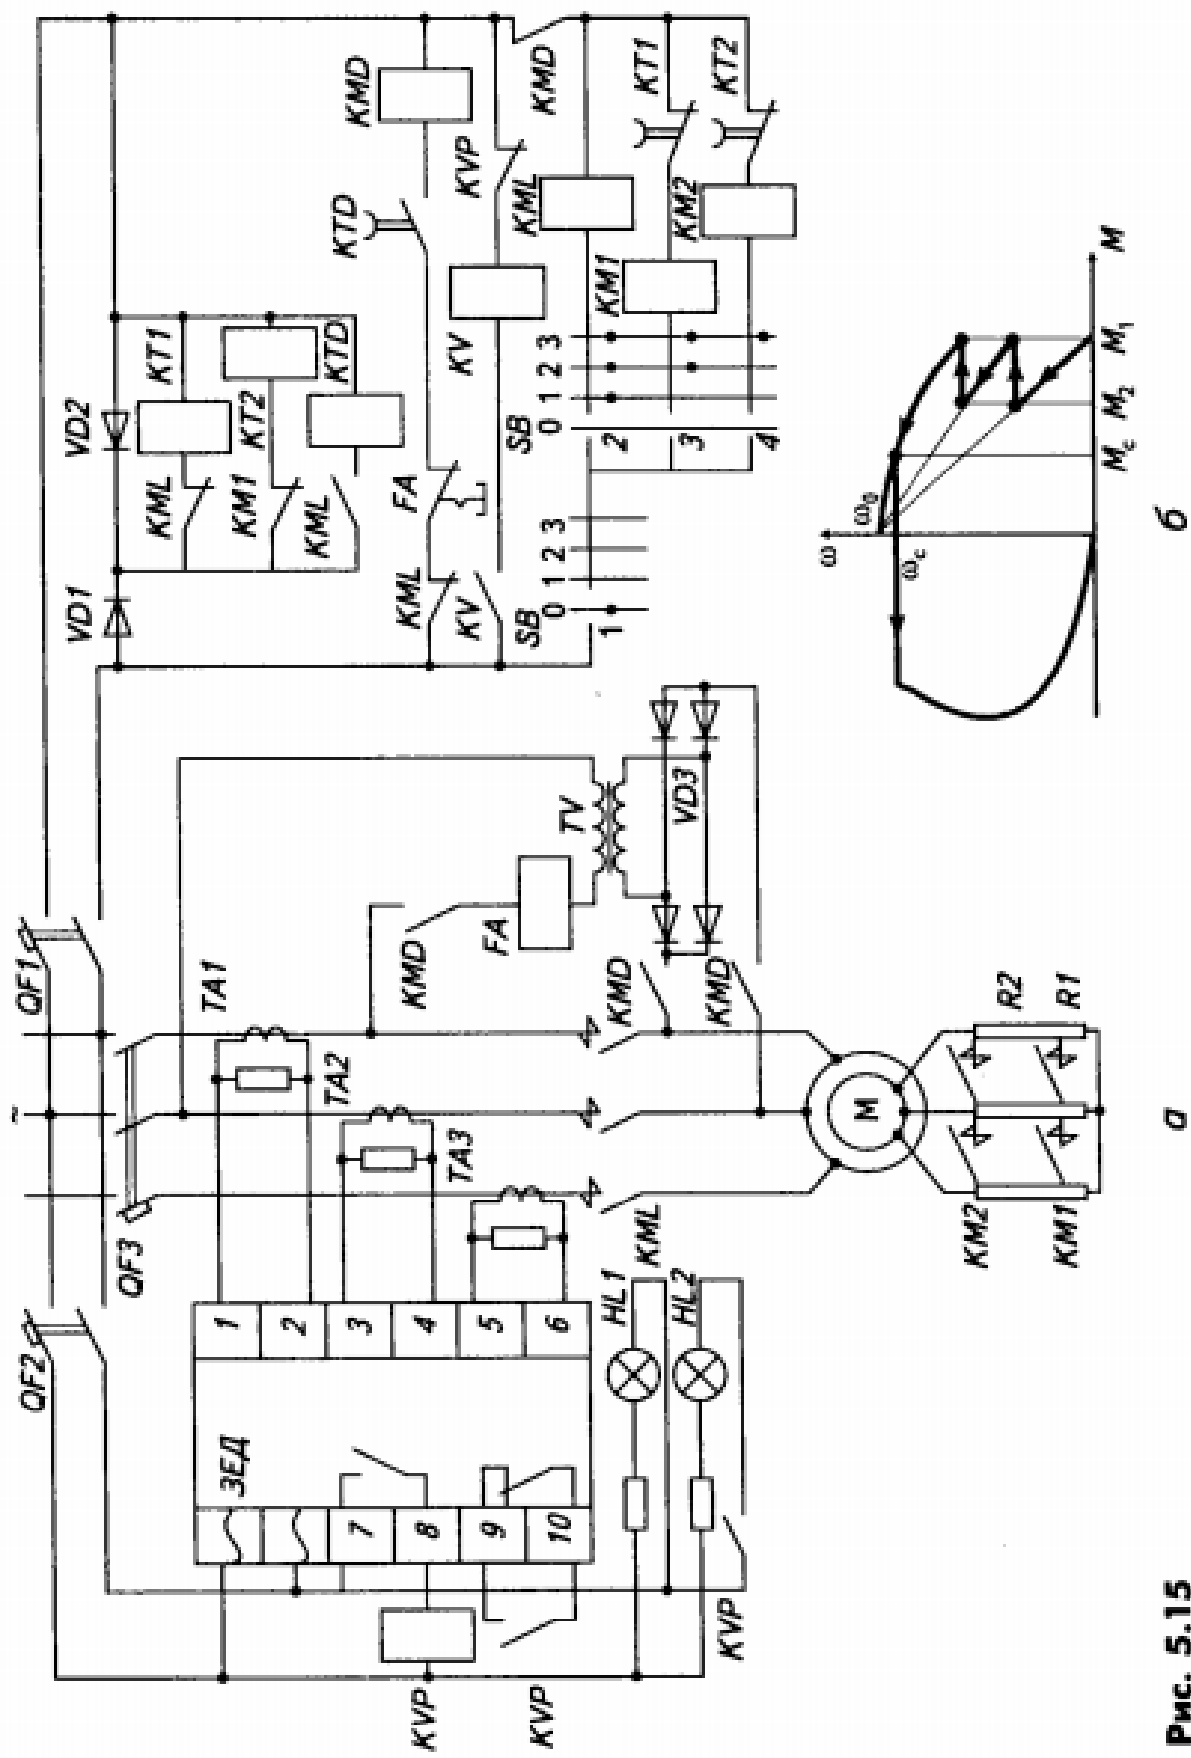 QF1
QF2
QF3
~
VD1
VD2
KML
KT1
KM1
KT2
KML
KTD
KTD
KMD
KML
FA
KV
KV
KVP
KMD
SB
0 1 2 3
1
SB
0 1 2 3
2
3
4
KML
KM1
KT1
KM2
KT2
TA1
TA2
TA3
KMD
FA
TV
VD3
KMD
KMD
KML
ЗЕД
1
2
3
4
5
6
7
8
9
10
KVP
KVP
KVP
HL1
HL2
M
R2
R1
KM2
KM1
ω
ω0
ωc
Mc
M2
M1
M
а
б
Рис. 5.15